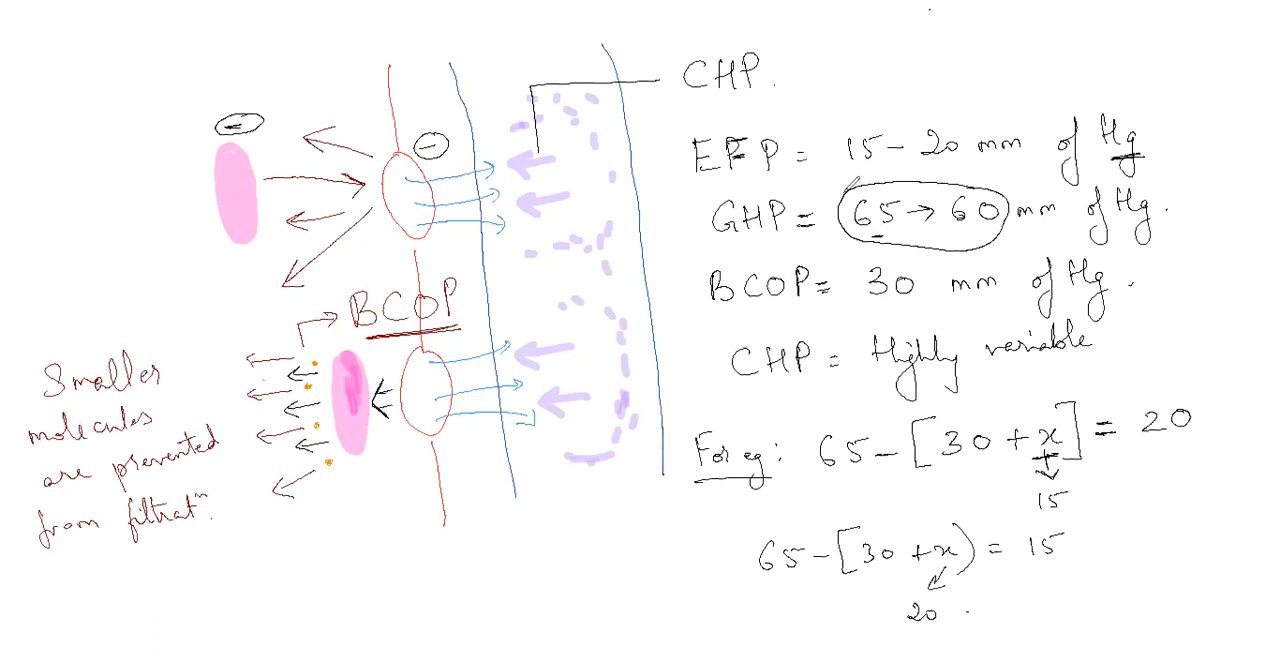 CHP.
EFP = 15 - 20 mm of Hg
GHP = 65 → 60 mm of Hg.
BCOP = 30 mm of Hg.
CHP = Highly variable
For eg: 65 - [30 + x] = 20
15
65 - [30 + x) = 15
20.
−
−
BCOP
Smaller
molecules
are prevented
from filtratⁿ.